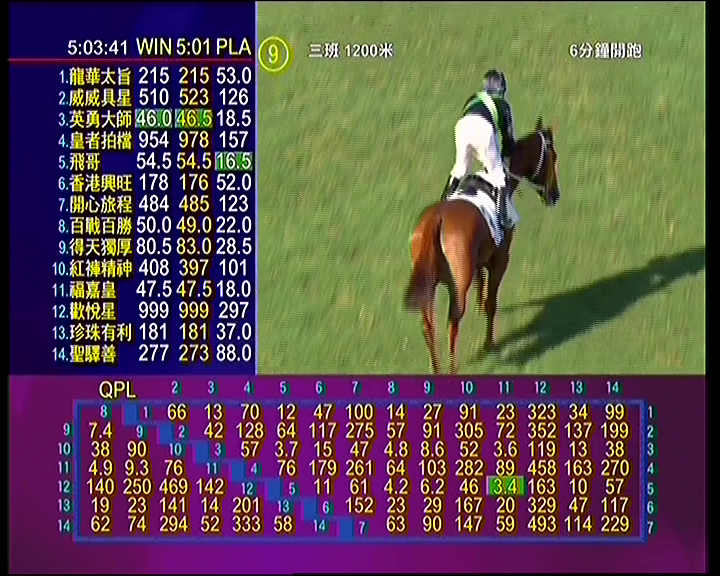 5:03:41 WIN 5:01 PLA
⑨ 三班 1200米 6分鐘開跑
1.龍華太旨 215 215 53.0
2.威威具星 510 523 126
3.英勇大師 46.0 46.5 18.5
4.皇者拍檔 954 978 157
5.飛哥 54.5 54.5 16.5
6.香港興旺 178 176 52.0
7.開心旅程 484 485 123
8.百戰百勝 50.0 49.0 22.0
9.得天獨厚 80.5 83.0 28.5
10.紅褲精神 408 397 101
11.福嘉皇 47.5 47.5 18.0
12.歡悅星 999 999 297
13.珍珠有利 181 181 37.0
14.聖驛善 277 273 88.0
QPL 2 3 4 5 6 7 8 9 10 11 12 13 14
8 1 66 13 70 12 47 100 14 27 91 23 323 34 99 1
9 7.4 9 2 42 128 64 117 275 57 91 305 72 352 137 199 2
10 38 90 10 3 57 3.7 15 47 4.8 8.6 52 3.6 119 13 38 3
11 4.9 9.3 76 11 4 76 179 261 64 103 282 89 458 163 270 4
12 140 250 469 142 12 5 11 61 4.2 6.2 46 3.4 163 10 57 5
13 19 23 141 14 201 13 6 152 23 29 167 20 329 47 117 6
14 62 74 294 52 333 58 14 7 63 90 147 59 493 114 229 7